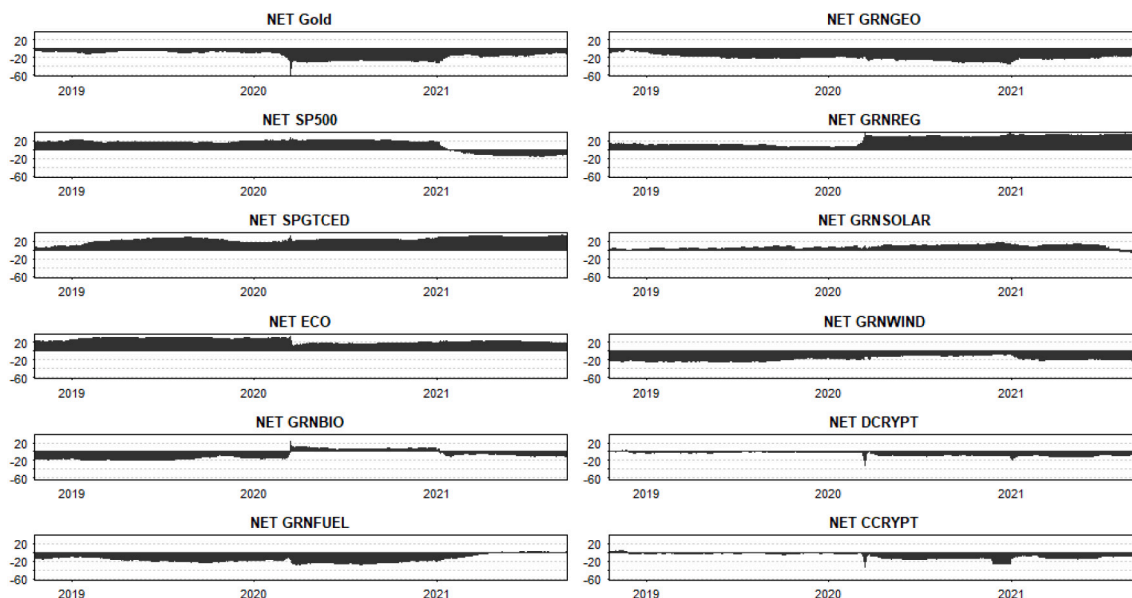 NET Gold
20
-20
-60
2019 2020 2021
NET SP500
20
-20
-60
2019 2020 2021
NET SPGTCED
20
-20
-60
2019 2020 2021
NET ECO
20
-20
-60
2019 2020 2021
NET GRNBIO
20
-20
-60
2019 2020 2021
NET GRNFUEL
20
-20
-60
2019 2020 2021
NET GRNGEO
20
-20
-60
2019 2020 2021
NET GRNREG
20
-20
-60
2019 2020 2021
NET GRNSOLAR
20
-20
-60
2019 2020 2021
NET GRNWIND
20
-20
-60
2019 2020 2021
NET DCRYPT
20
-20
-60
2019 2020 2021
NET CCRYPT
20
-20
-60
2019 2020 2021